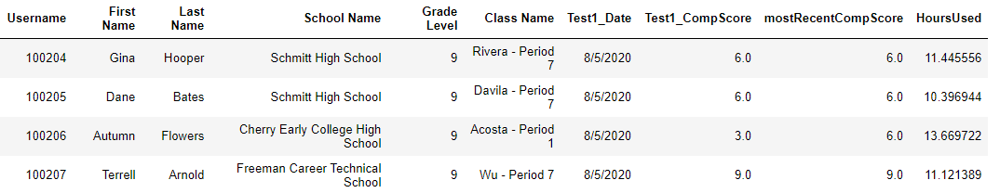 Username First Name Last Name School Name Grade Level Class Name Test1_Date Test1_CompScore mostRecentCompScore HoursUsed
100204 Gina Hooper Schmitt High School 9 Rivera - Period 7 8/5/2020 6.0 6.0 11.445556
100205 Dane Bates Schmitt High School 9 Davila - Period 7 8/5/2020 6.0 6.0 10.396944
100206 Autumn Flowers Cherry Early College High School 9 Acosta - Period 1 8/5/2020 3.0 6.0 13.669722
100207 Terrell Arnold Freeman Career Technical School 9 Wu - Period 7 8/5/2020 9.0 9.0 11.121389